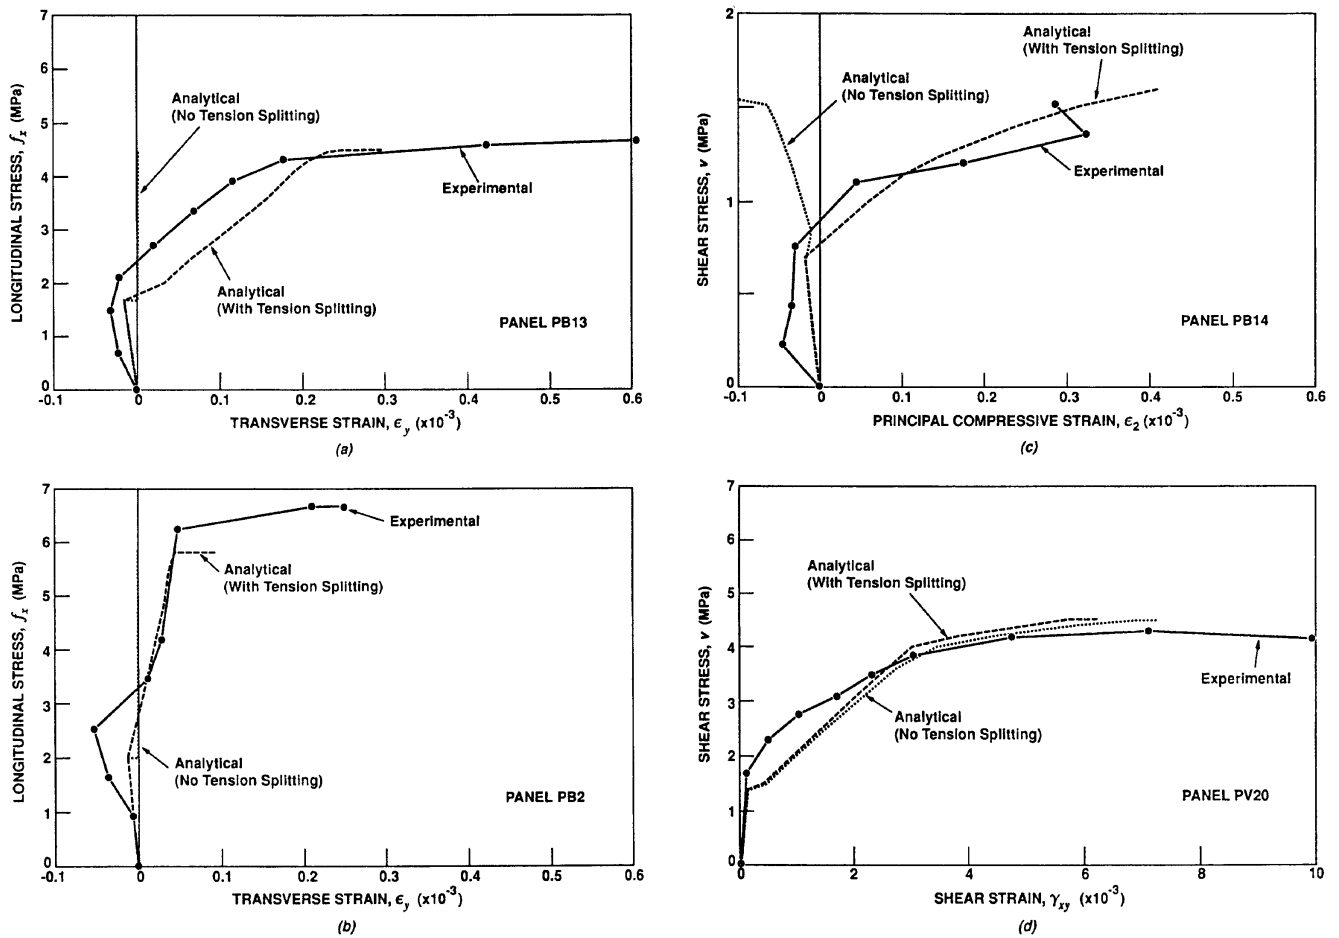 7
6
5
4
3
2
1
0
LONGITUDINAL STRESS, fx (MPa)
Analytical
(No Tension Splitting)
Experimental
Analytical
(With Tension Splitting)
PANEL PB13
-0.1
0
0.1
0.2
0.3
0.4
0.5
0.6
TRANSVERSE STRAIN, ϵy (x10-3)
(a)
2
1
0
SHEAR STRESS, v (MPa)
Analytical
(With Tension Splitting)
Analytical
(No Tension Splitting)
Experimental
PANEL PB14
-0.1
0
0.1
0.2
0.3
0.4
0.5
0.6
PRINCIPAL COMPRESSIVE STRAIN, ϵ2 (x10-3)
(c)
7
6
5
4
3
2
1
0
LONGITUDINAL STRESS, fx (MPa)
Experimental
Analytical
(With Tension Splitting)
Analytical
(No Tension Splitting)
PANEL PB2
-0.1
0
0.1
0.2
0.3
0.4
0.5
0.6
TRANSVERSE STRAIN, ϵy (x10-3)
(b)
7
6
5
4
3
2
1
0
SHEAR STRESS, v (MPa)
Analytical
(With Tension Splitting)
Experimental
Analytical
(No Tension Splitting)
PANEL PV20
0
2
4
6
8
10
SHEAR STRAIN, γxy (x10-3)
(d)